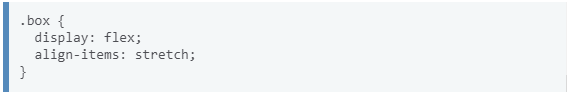 .box {
  display: flex;
  align-items: stretch;
}